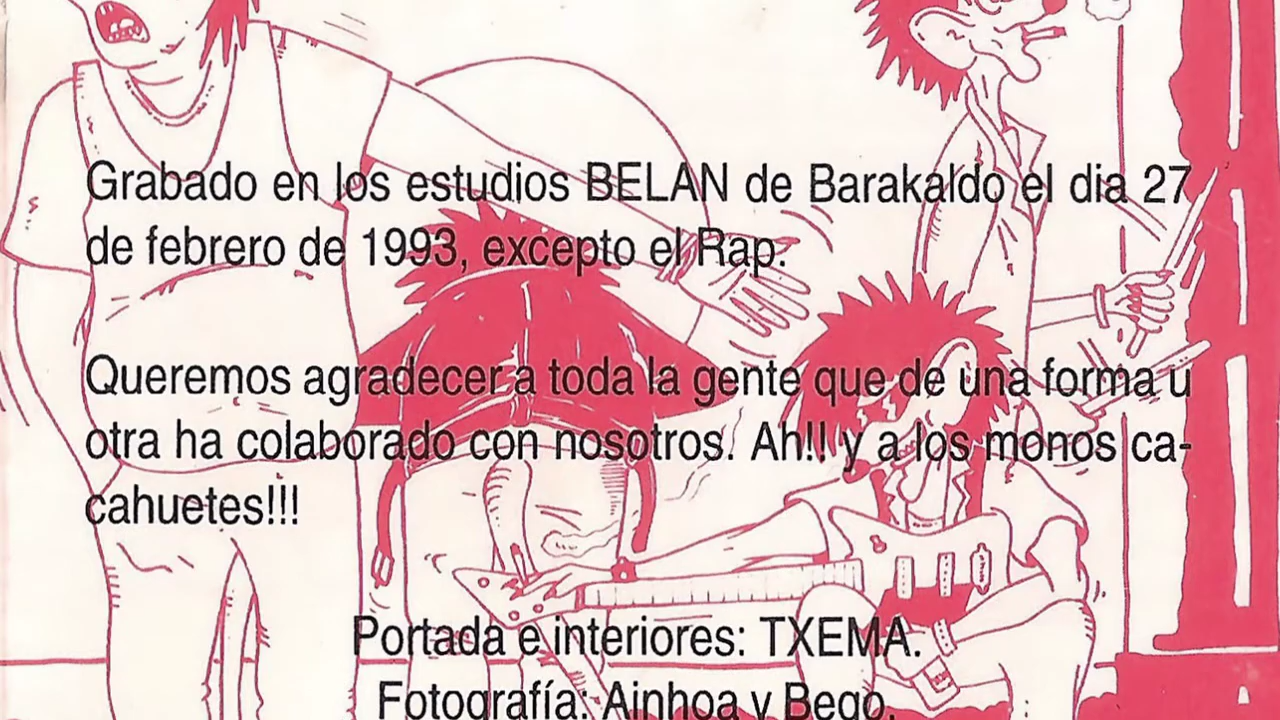 Grabado en los estudios BELAN de Barakaldo el dia 27
de febrero de 1993, excepto el Rap.
Queremos agradecer a toda la gente que de una forma u
otra ha colaborado con nosotros. Ah!! y a los monos ca-
cahuetes!!!
Portada e interiores: TXEMA.
Fotografía: Ainhoa y Bego.